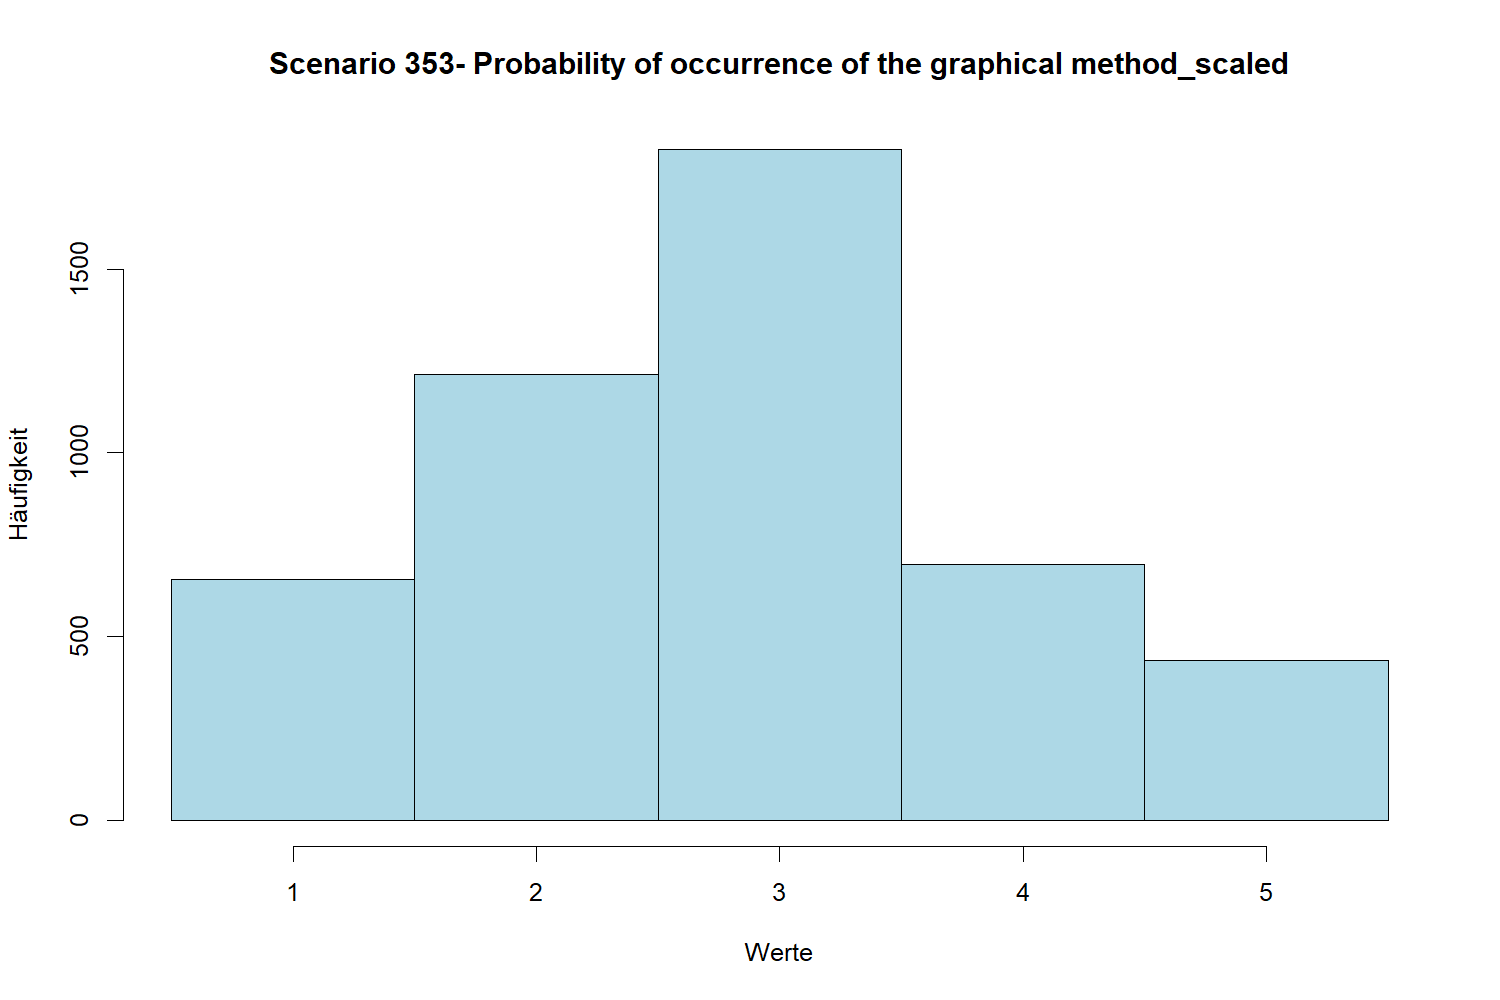 Scenario 353- Probability of occurrence of the graphical method_scaled
Häufigkeit
1500
1000
500
0
1 2 3 4 5
Werte